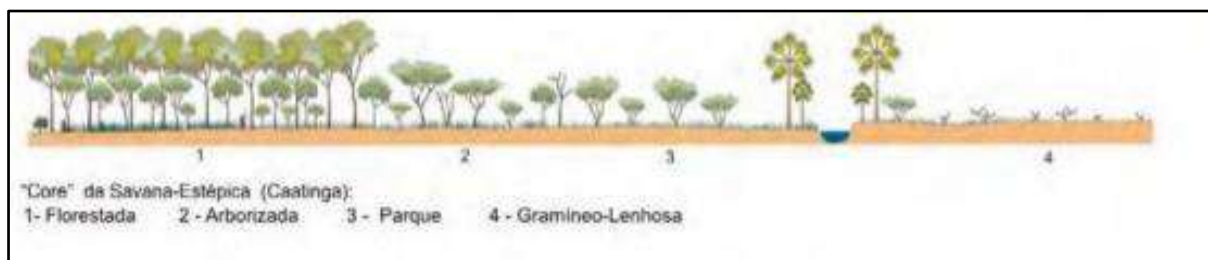 1 2 3 4
"Core" da Savana-Estépica (Caatinga):
1- Florestada 2 - Arborizada 3 - Parque 4 - Gramíneo-Lenhosa